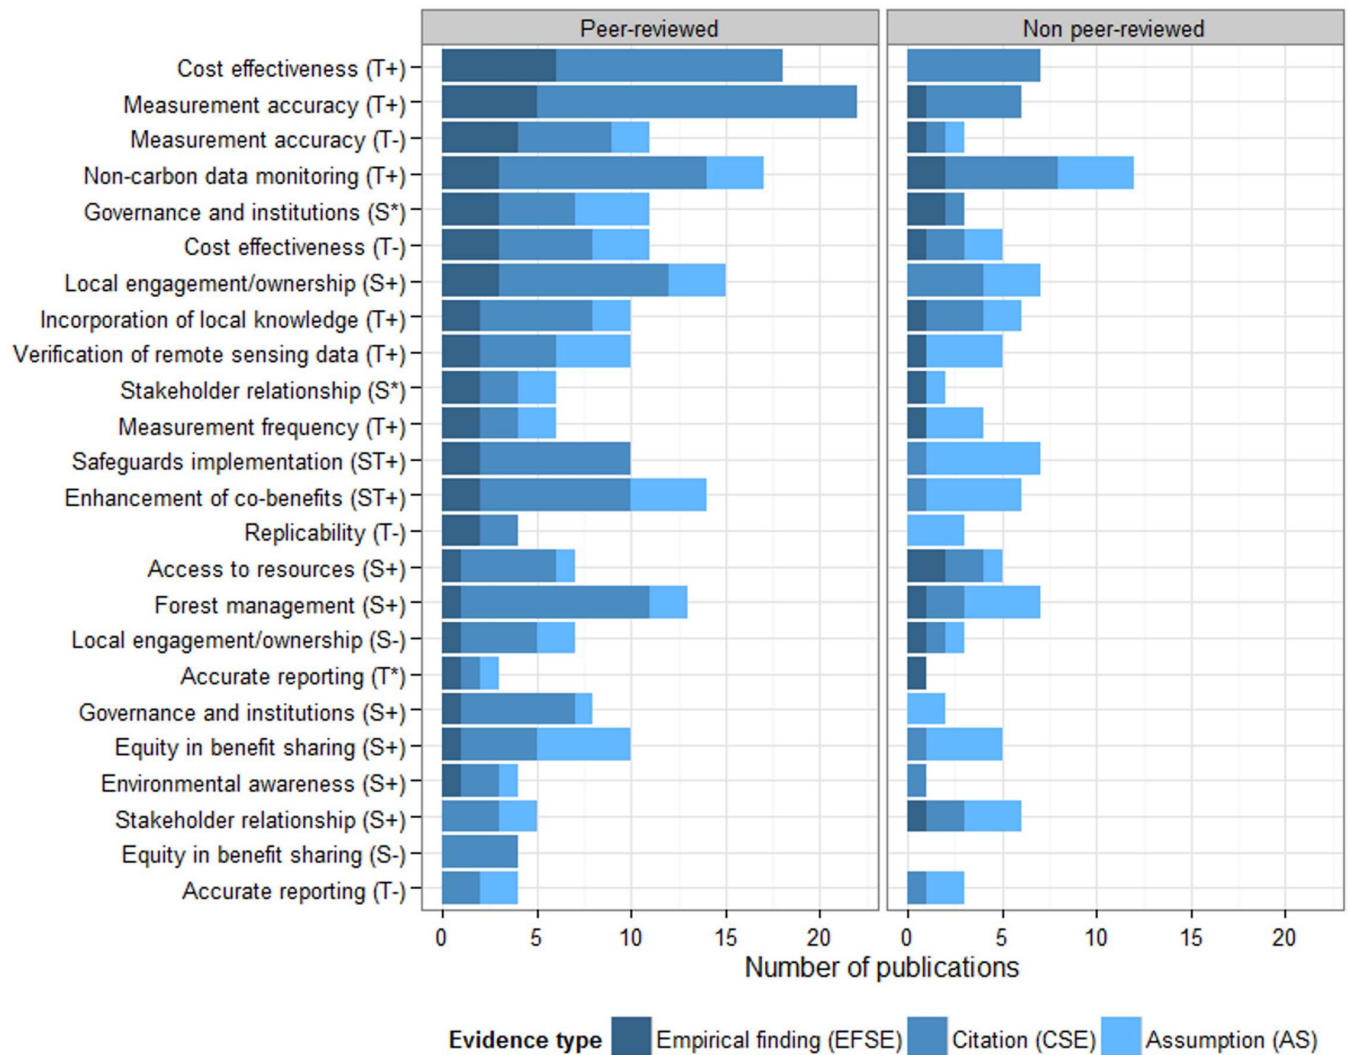 Peer-reviewed Non peer-reviewed
Cost effectiveness (T+)
Measurement accuracy (T+)
Measurement accuracy (T-)
Non-carbon data monitoring (T+)
Governance and institutions (S*)
Cost effectiveness (T-)
Local engagement/ownership (S+)
Incorporation of local knowledge (T+)
Verification of remote sensing data (T+)
Stakeholder relationship (S*)
Measurement frequency (T+)
Safeguards implementation (ST+)
Enhancement of co-benefits (ST+)
Replicability (T-)
Access to resources (S+)
Forest management (S+)
Local engagement/ownership (S-)
Accurate reporting (T*)
Governance and institutions (S+)
Equity in benefit sharing (S+)
Environmental awareness (S+)
Stakeholder relationship (S+)
Equity in benefit sharing (S-)
Accurate reporting (T-)
0 5 10 15 20 0 5 10 15 20
Number of publications
Evidence type Empirical finding (EFSE) Citation (CSE) Assumption (AS)